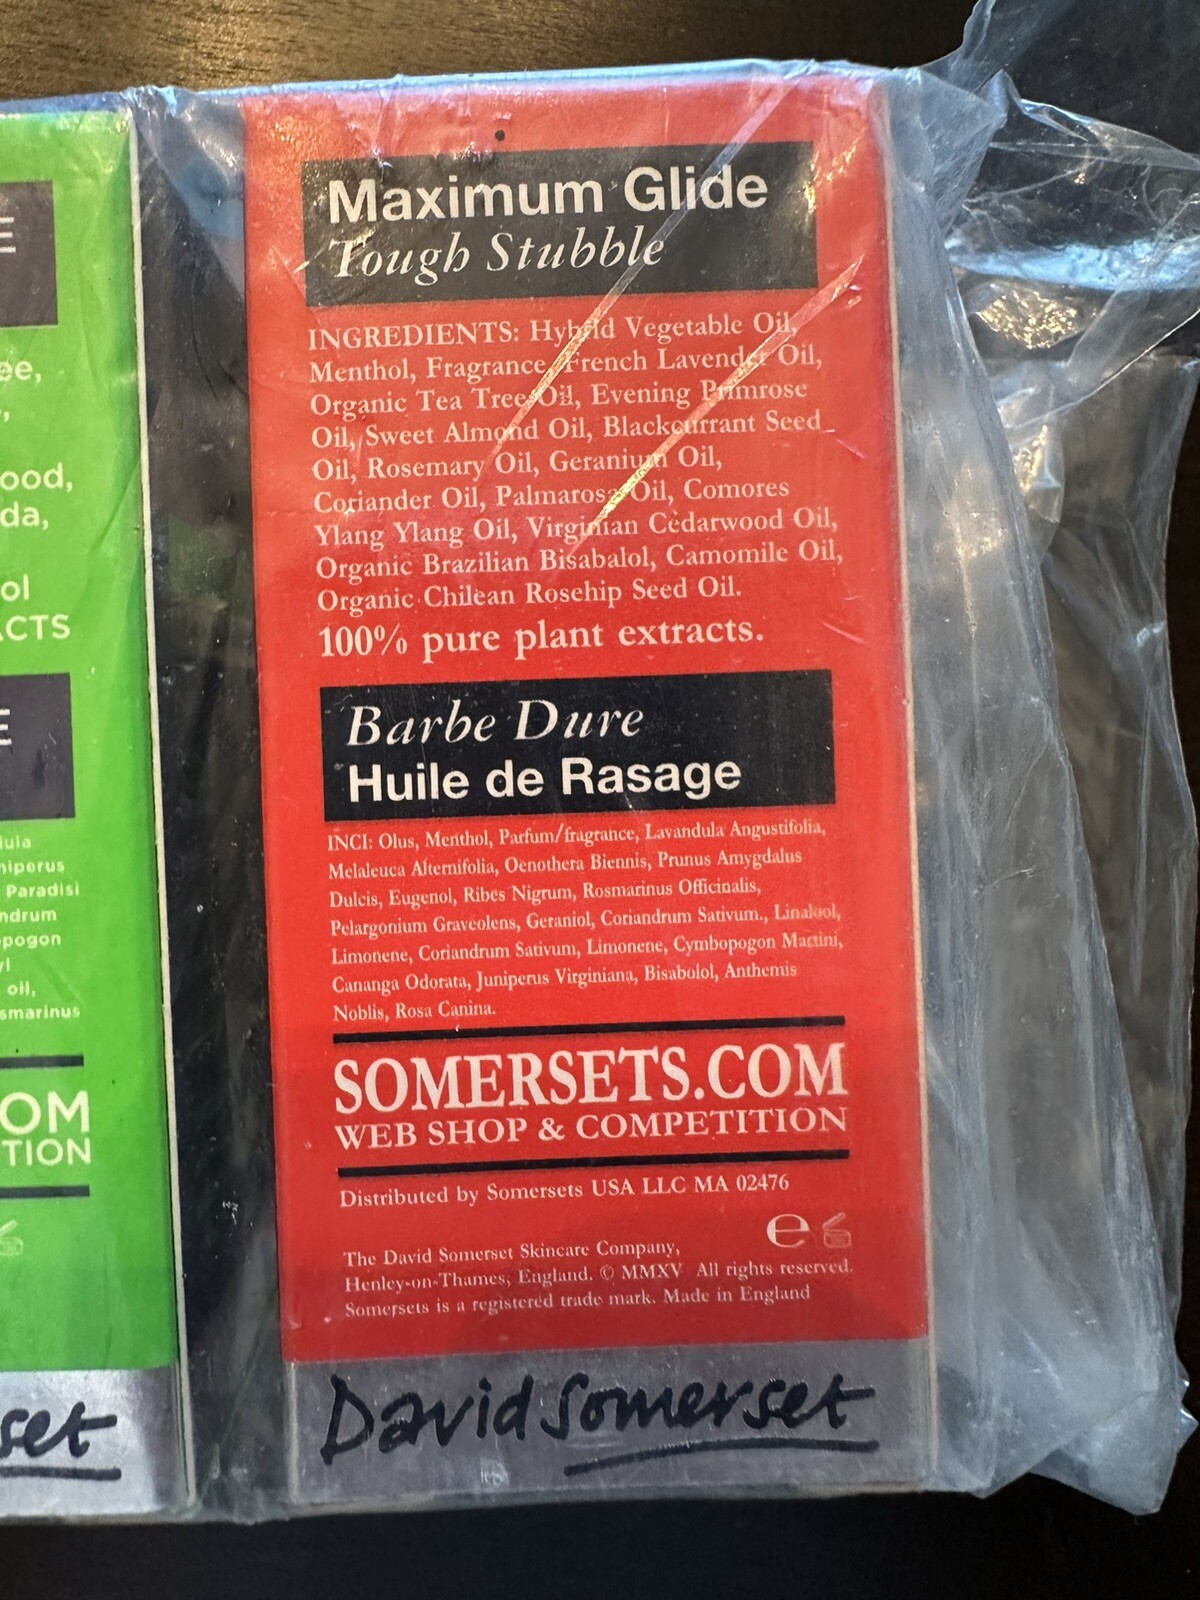 E
ee,
ood,
da,
ol
ACTS
E
niperus
Paradisi
ndrum
opogon
oil,
smarinus
OM
TION
set
Maximum Glide
Tough Stubble
INGREDIENTS: Hybrid Vegetable Oil,
Menthol, Fragrance, French Lavender Oil,
Organic Tea Tree Oil, Evening Primrose
Oil, Sweet Almond Oil, Blackcurrant Seed
Oil, Rosemary Oil, Geranium Oil,
Coriander Oil, Palmarosa Oil, Comores
Ylang Ylang Oil, Virginian Cedarwood Oil,
Organic Brazilian Bisabalol, Camomile Oil,
Organic Chilean Rosehip Seed Oil.
100% pure plant extracts.
Barbe Dure
Huile de Rasage
INCI: Olus, Menthol, Parfum/fragrance, Lavandula Angustifolia,
Melaleuca Alternifolia, Oenothera Biennis, Prunus Amygdalus
Dulcis, Eugenol, Ribes Nigrum, Rosmarinus Officinalis,
Pelargonium Graveolens, Geraniol, Coriandrum Sativum., Linalool,
Limonene, Coriandrum Sativum, Limonene, Cymbopogon Martini,
Cananga Odorata, Juniperus Virginiana, Bisabolol, Anthemis
Noblis, Rosa Canina.
SOMERSETS.COM
WEB SHOP & COMPETITION
Distributed by Somersets USA LLC MA 02476
e
The David Somerset Skincare Company,
Henley-on-Thames, England. © MMXV All rights reserved.
Somersets is a registered trade mark. Made in England
David Somerset